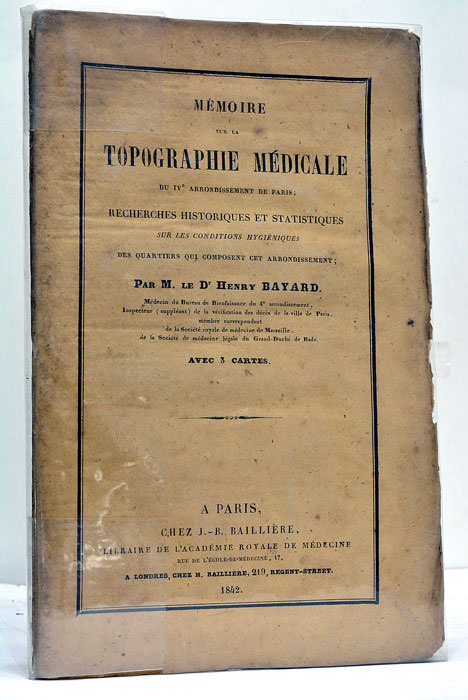 MÉMOIRE
SUR LA
TOPOGRAPHIE MÉDICALE
DU IVe ARRONDISSEMENT DE PARIS;
RECHERCHES HISTORIQUES ET STATISTIQUES
SUR LES CONDITIONS HYGIÉNIQUES
DES QUARTIERS QUI COMPOSENT CET ARRONDISSEMENT;
PAR M. LE Dr HENRY BAYARD.
Médecin du Bureau de Bienfaisance du 4e arrondissement,
Inspecteur (suppléant) de la vérification des décès de la ville de Paris,
membre correspondant
de la Société royale de médecine de Marseille,
de la Société de médecine légale du Grand-Duché de Bade.
AVEC 3 CARTES.
A PARIS,
CHEZ J.-B. BAILLIÈRE,
LIBRAIRE DE L'ACADÉMIE ROYALE DE MÉDECINE
RUE DE L'ÉCOLE-DE-MÉDECINE, 17.
A LONDRES, CHEZ H. BAILLIÈRE, 219, REGENT-STREET.
1842.